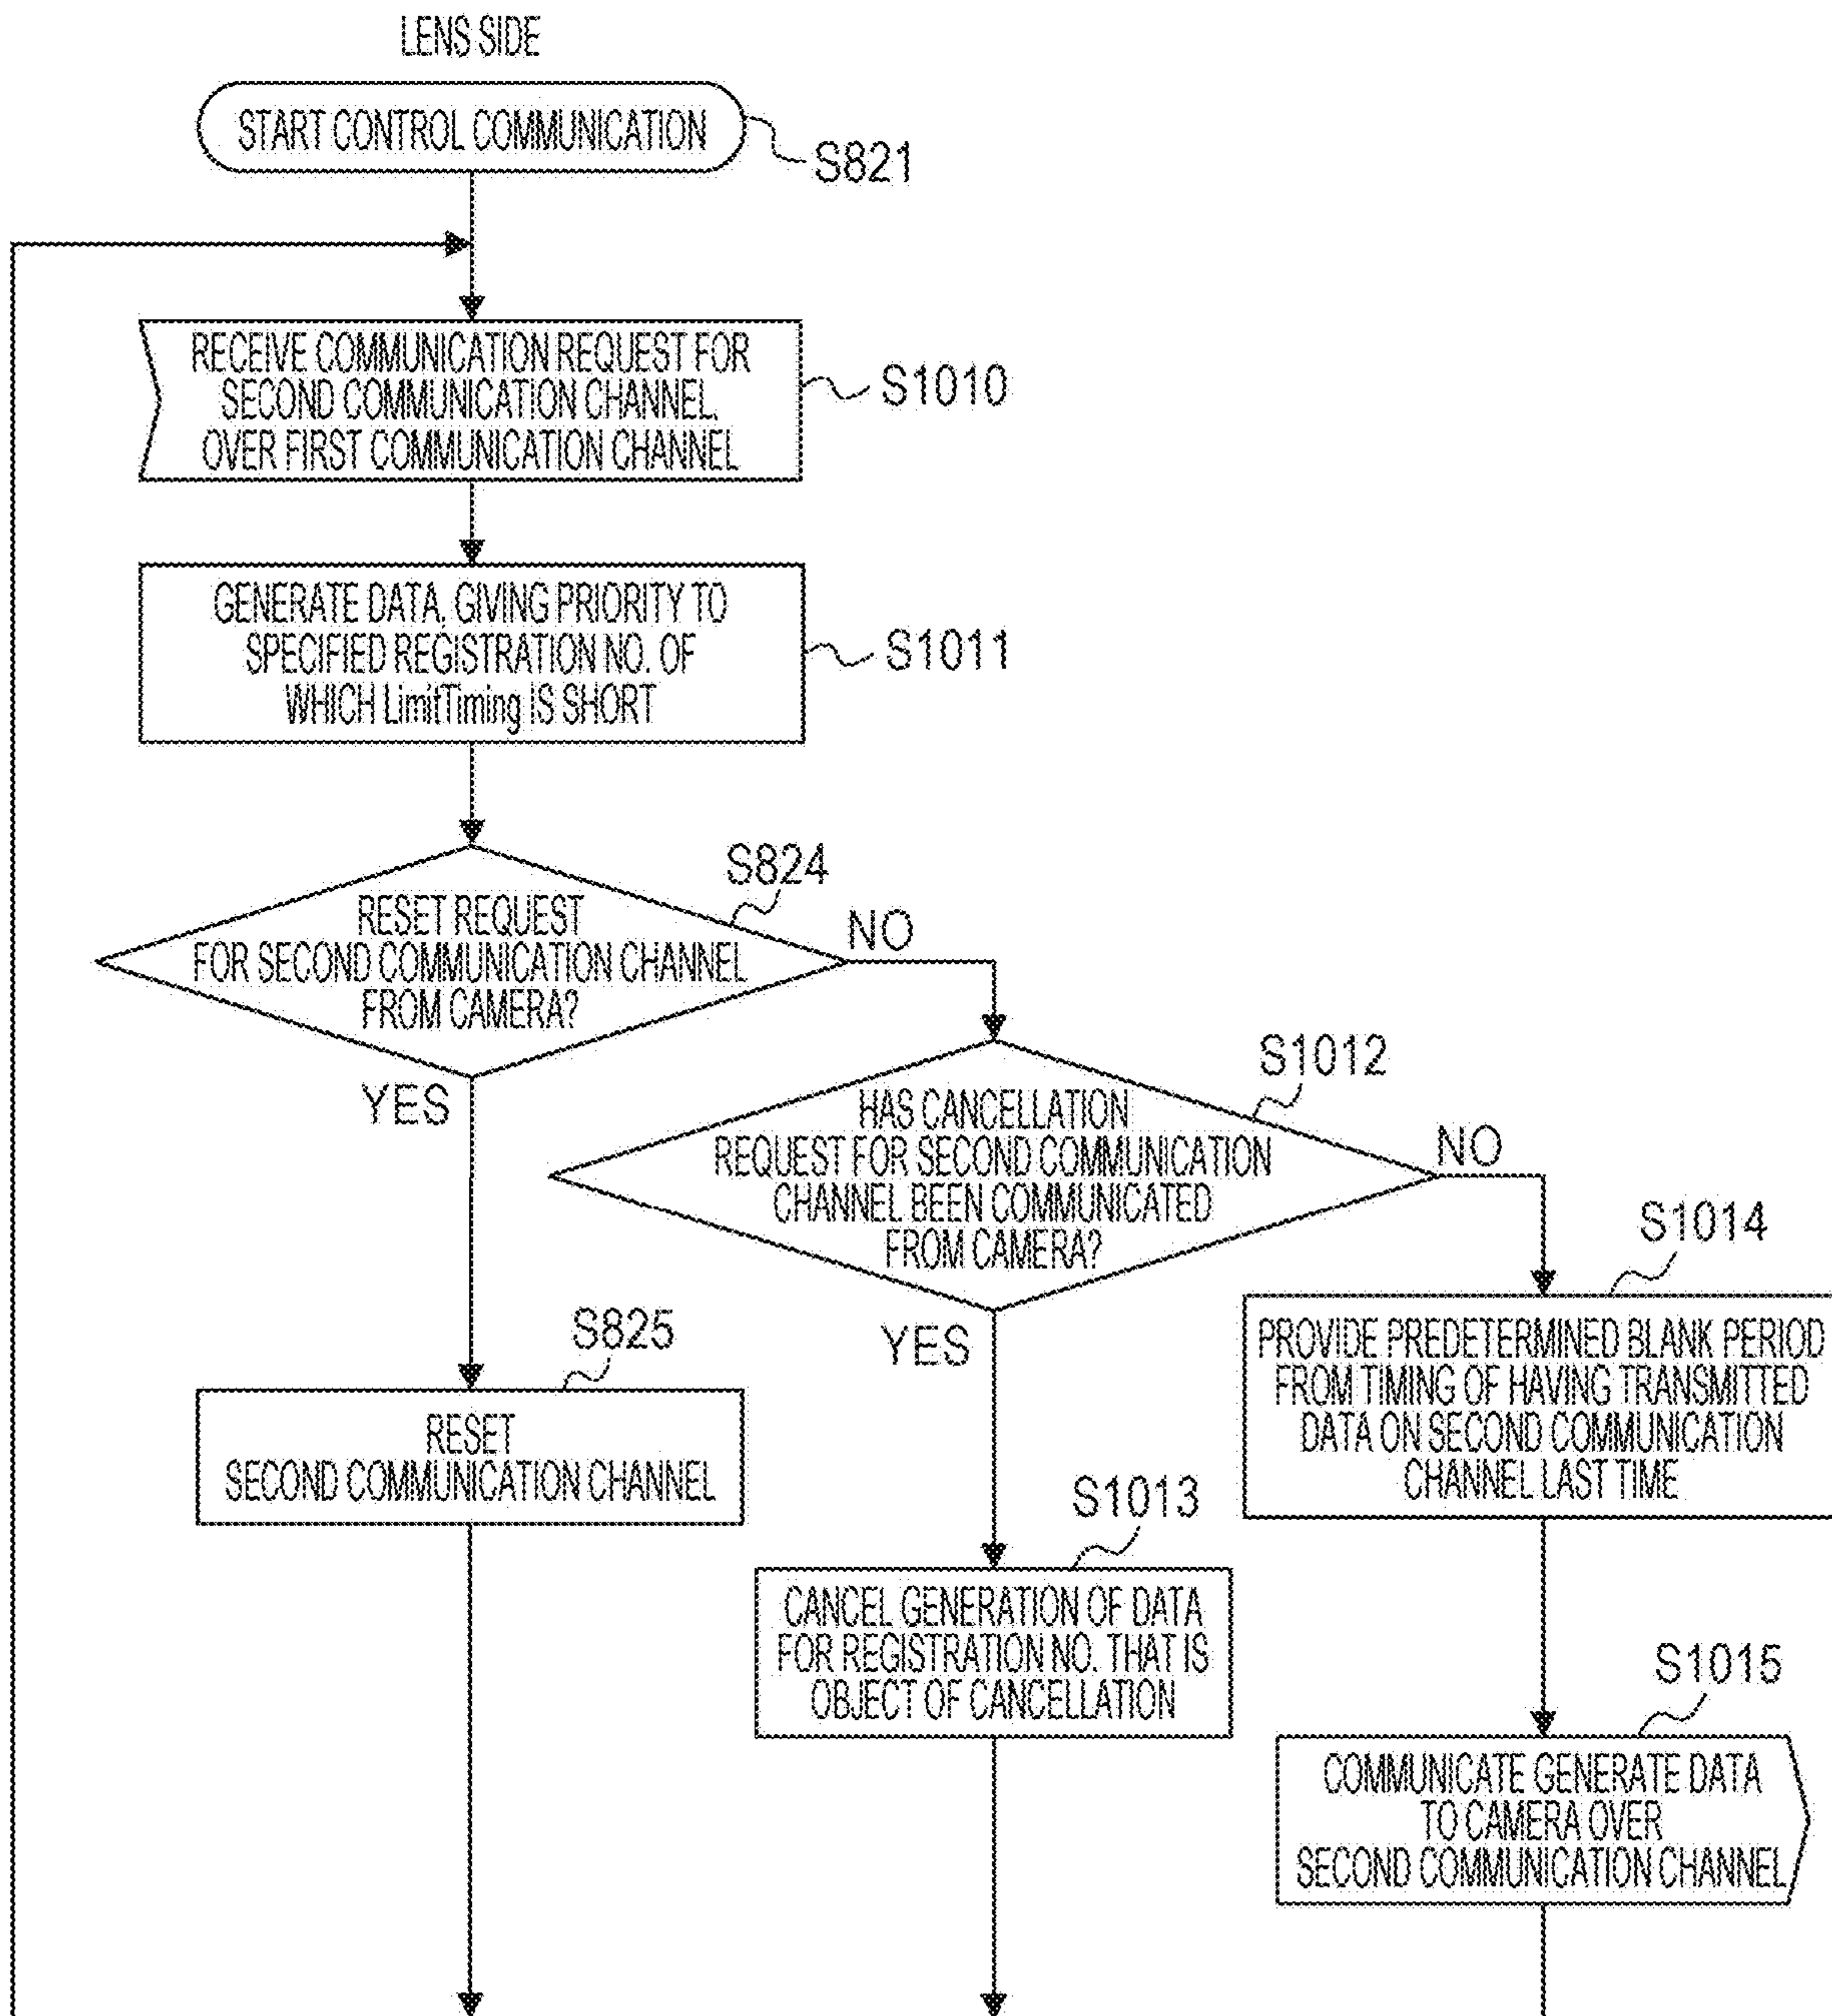 LENS SIDE
START CONTROL COMMUNICATION
S821
RECEIVE COMMUNICATION REQUEST FOR
SECOND COMMUNICATION CHANNEL,
OVER FIRST COMMUNICATION CHANNEL
S1010
GENERATE DATA, GIVING PRIORITY TO
SPECIFIED REGISTRATION NO. OF
WHICH LimitTiming IS SHORT
S1011
S824
RESET REQUEST
FOR SECOND COMMUNICATION CHANNEL
FROM CAMERA?
NO
YES
S1012
HAS CANCELLATION
REQUEST FOR SECOND COMMUNICATION
CHANNEL BEEN COMMUNICATED
FROM CAMERA?
NO
YES
S825
RESET
SECOND COMMUNICATION CHANNEL
S1014
PROVIDE PREDETERMINED BLANK PERIOD
FROM TIMING OF HAVING TRANSMITTED
DATA ON SECOND COMMUNICATION
CHANNEL LAST TIME
S1013
CANCEL GENERATION OF DATA
FOR REGISTRATION NO. THAT IS
OBJECT OF CANCELLATION
S1015
COMMUNICATE GENERATE DATA
TO CAMERA OVER
SECOND COMMUNICATION CHANNEL